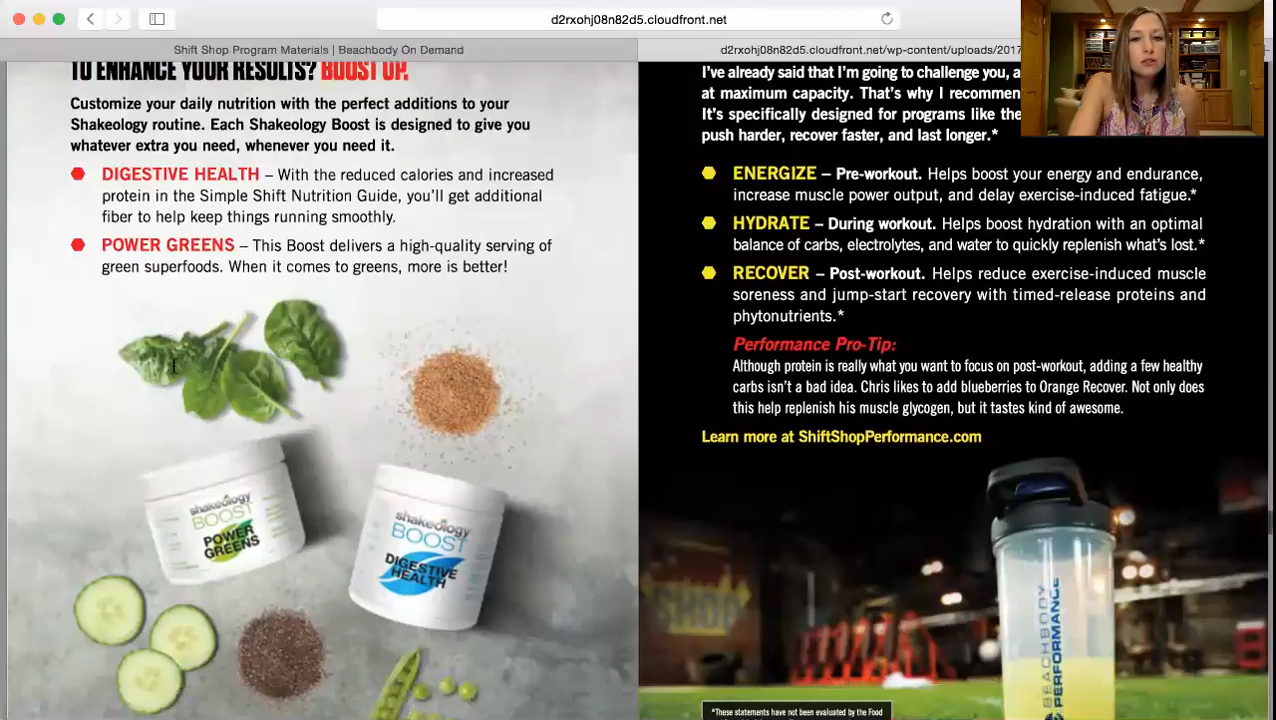 d2rxohj08n82d5.cloudfront.net
Shift Shop Program Materials | Beachbody On Demand
d2rxohj08n82d5.cloudfront.net/wp-content/uploads/2017
TO ENHANCE YOUR RESULTS? BOOST UP.
Customize your daily nutrition with the perfect additions to your
Shakeology routine. Each Shakeology Boost is designed to give you
whatever extra you need, whenever you need it.
DIGESTIVE HEALTH – With the reduced calories and increased
protein in the Simple Shift Nutrition Guide, you'll get additional
fiber to help keep things running smoothly.
POWER GREENS – This Boost delivers a high-quality serving of
green superfoods. When it comes to greens, more is better!
shakeology
BOOST
POWER
GREENS
shakeology
BOOST
DIGESTIVE
HEALTH
I've already said that I'm going to challenge you, a
at maximum capacity. That's why I recommen
It's specifically designed for programs like the
push harder, recover faster, and last longer.*
ENERGIZE – Pre-workout. Helps boost your energy and endurance,
increase muscle power output, and delay exercise-induced fatigue.*
HYDRATE – During workout. Helps boost hydration with an optimal
balance of carbs, electrolytes, and water to quickly replenish what's lost.*
RECOVER – Post-workout. Helps reduce exercise-induced muscle
soreness and jump-start recovery with timed-release proteins and
phytonutrients.*
Performance Pro-Tip:
Although protein is really what you want to focus on post-workout, adding a few healthy
carbs isn't a bad idea. Chris likes to add blueberries to Orange Recover. Not only does
this help replenish his muscle glycogen, but it tastes kind of awesome.
Learn more at ShiftShopPerformance.com
SHOP
BEACHBODY
PERFORMANCE
*These statements have not been evaluated by the Food